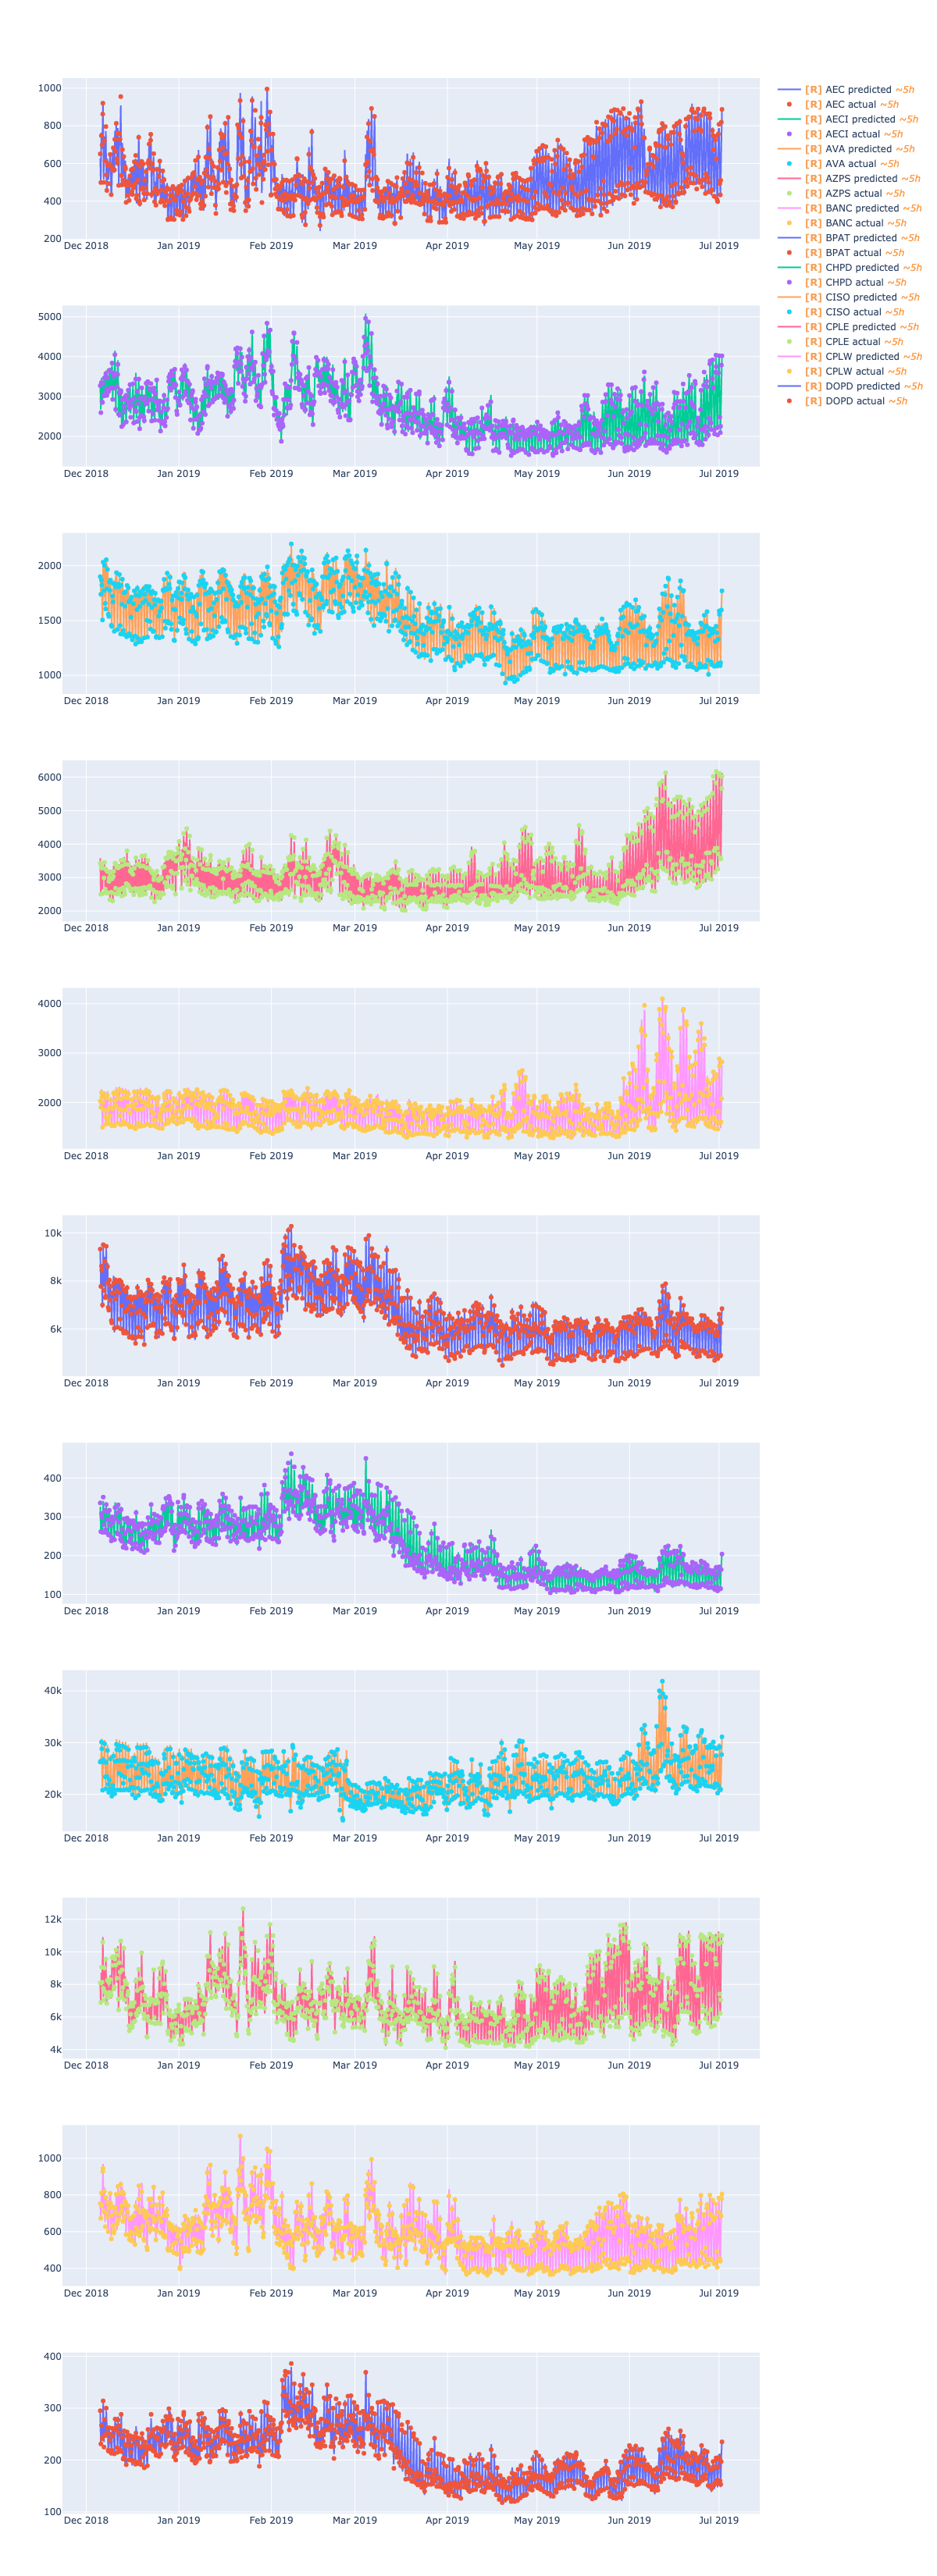 1000
800
600
400
200
Dec 2018 Jan 2019 Feb 2019 Mar 2019 Apr 2019 May 2019 Jun 2019 Jul 2019
[R] AEC predicted ~5h
[R] AEC actual ~5h
[R] AECI predicted ~5h
[R] AECI actual ~5h
[R] AVA predicted ~5h
[R] AVA actual ~5h
[R] AZPS predicted ~5h
[R] AZPS actual ~5h
[R] BANC predicted ~5h
[R] BANC actual ~5h
[R] BPAT predicted ~5h
[R] BPAT actual ~5h
[R] CHPD predicted ~5h
[R] CHPD actual ~5h
[R] CISO predicted ~5h
[R] CISO actual ~5h
[R] CPLE predicted ~5h
[R] CPLE actual ~5h
[R] CPLW predicted ~5h
[R] CPLW actual ~5h
[R] DOPD predicted ~5h
[R] DOPD actual ~5h
5000
4000
3000
2000
Dec 2018 Jan 2019 Feb 2019 Mar 2019 Apr 2019 May 2019 Jun 2019 Jul 2019
2000
1500
1000
Dec 2018 Jan 2019 Feb 2019 Mar 2019 Apr 2019 May 2019 Jun 2019 Jul 2019
6000
5000
4000
3000
2000
Dec 2018 Jan 2019 Feb 2019 Mar 2019 Apr 2019 May 2019 Jun 2019 Jul 2019
4000
3000
2000
Dec 2018 Jan 2019 Feb 2019 Mar 2019 Apr 2019 May 2019 Jun 2019 Jul 2019
10k
8k
6k
Dec 2018 Jan 2019 Feb 2019 Mar 2019 Apr 2019 May 2019 Jun 2019 Jul 2019
400
300
200
100
Dec 2018 Jan 2019 Feb 2019 Mar 2019 Apr 2019 May 2019 Jun 2019 Jul 2019
40k
30k
20k
Dec 2018 Jan 2019 Feb 2019 Mar 2019 Apr 2019 May 2019 Jun 2019 Jul 2019
12k
10k
8k
6k
4k
Dec 2018 Jan 2019 Feb 2019 Mar 2019 Apr 2019 May 2019 Jun 2019 Jul 2019
1000
800
600
400
Dec 2018 Jan 2019 Feb 2019 Mar 2019 Apr 2019 May 2019 Jun 2019 Jul 2019
400
300
200
100
Dec 2018 Jan 2019 Feb 2019 Mar 2019 Apr 2019 May 2019 Jun 2019 Jul 2019